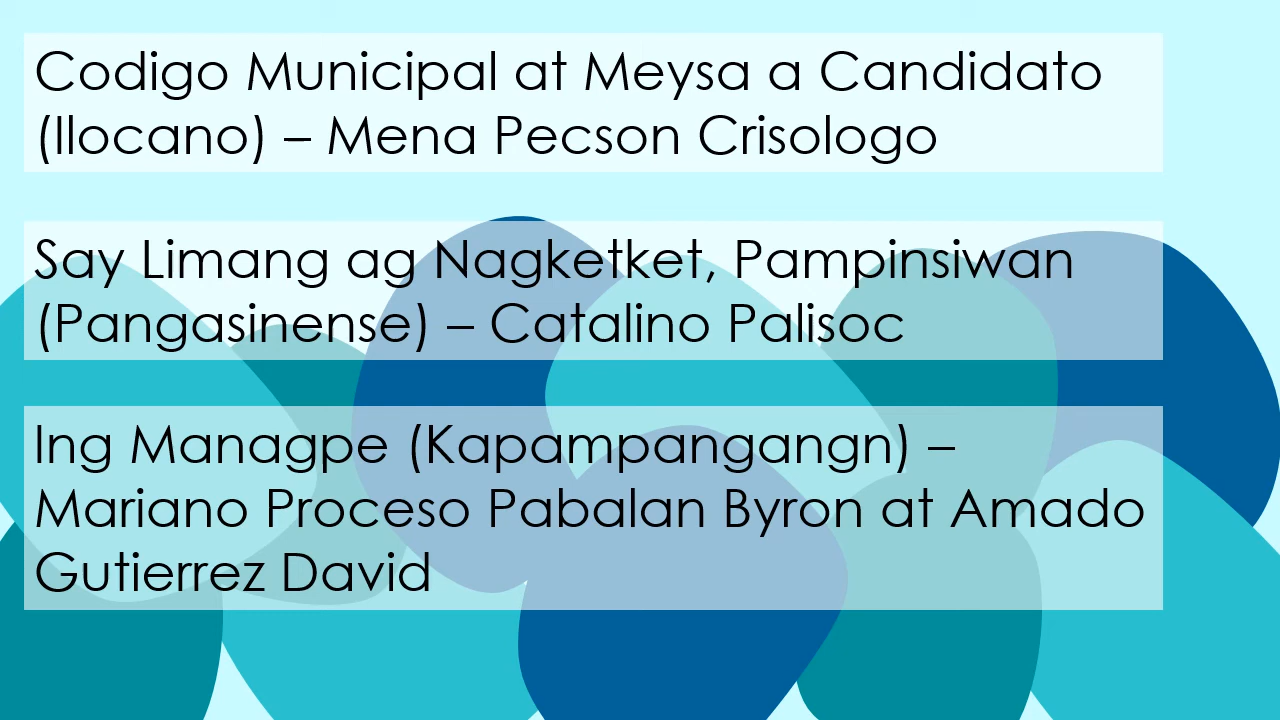 Codigo Municipal at Meysa a Candidato
(Ilocano) – Mena Pecson Crisologo
Say Limang ag Nagketket, Pampinsiwan
(Pangasinense) – Catalino Palisoc
Ing Managpe (Kapampangangn) –
Mariano Proceso Pabalan Byron at Amado
Gutierrez David